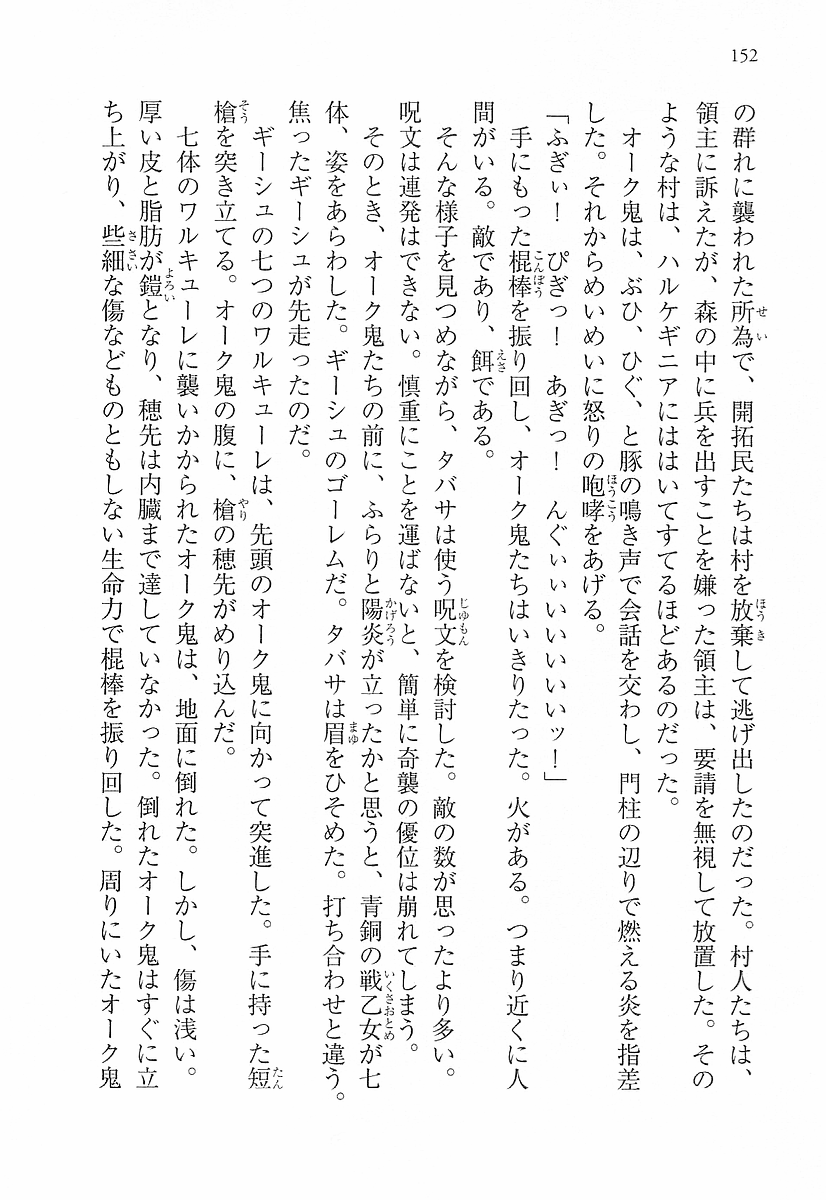 152
の群れに襲われた所為で、開拓民たちは村を放棄して逃げ出したのだった。村人たちは、
領主に訴えたが、森の中に兵を出すことを嫌った領主は、要請を無視して放置した。その
ような村は、ハルケギニアにははいてすてるほどあるのだった。
オーク鬼は、ぶひ、ひぐ、と豚の鳴き声で会話を交わし、門柱の辺りで燃える炎を指差
した。それからめいめいに怒りの咆哮をあげる。
「ふぎぃ！　ぴぎっ！　あぎっ！　んぐぃぃいいいいいッ！」
手にもった棍棒を振り回し、オーク鬼たちはいきりたった。火がある。つまり近くに人
間がいる。敵であり、餌である。
そんな様子を見つめながら、タバサは使う呪文を検討した。敵の数が思ったより多い。
呪文は連発はできない。慎重にことを運ばないと、簡単に奇襲の優位は崩れてしまう。
そのとき、オーク鬼たちの前に、ふらりと陽炎が立ったかと思うと、青銅の戦乙女が七
体、姿をあらわした。ギーシュのゴーレムだ。タバサは眉をひそめた。打ち合わせと違う。
焦ったギーシュが先走ったのだ。
ギーシュの七つのワルキューレは、先頭のオーク鬼に向かって突進した。手に持った短
槍を突き立てる。オーク鬼の腹に、槍の穂先がめり込んだ。
七体のワルキューレに襲いかかられたオーク鬼は、地面に倒れた。しかし、傷は浅い。
厚い皮と脂肪が鎧となり、穂先は内臓まで達していなかった。倒れたオーク鬼はすぐに立
ち上がり、些細な傷などものともしない生命力で棍棒を振り回した。周りにいたオーク鬼